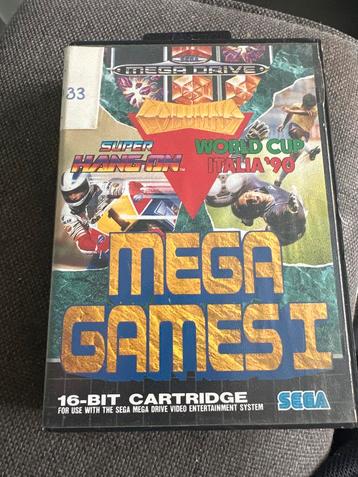 33
SEGA
MEGA DRIVE
COLUMNS
SUPER
HANG-ON
WORLD CUP
ITALIA '90
MEGA
GAMES I
16-BIT CARTRIDGE
FOR USE WITH THE SEGA MEGA DRIVE VIDEO ENTERTAINMENT SYSTEM
SEGA